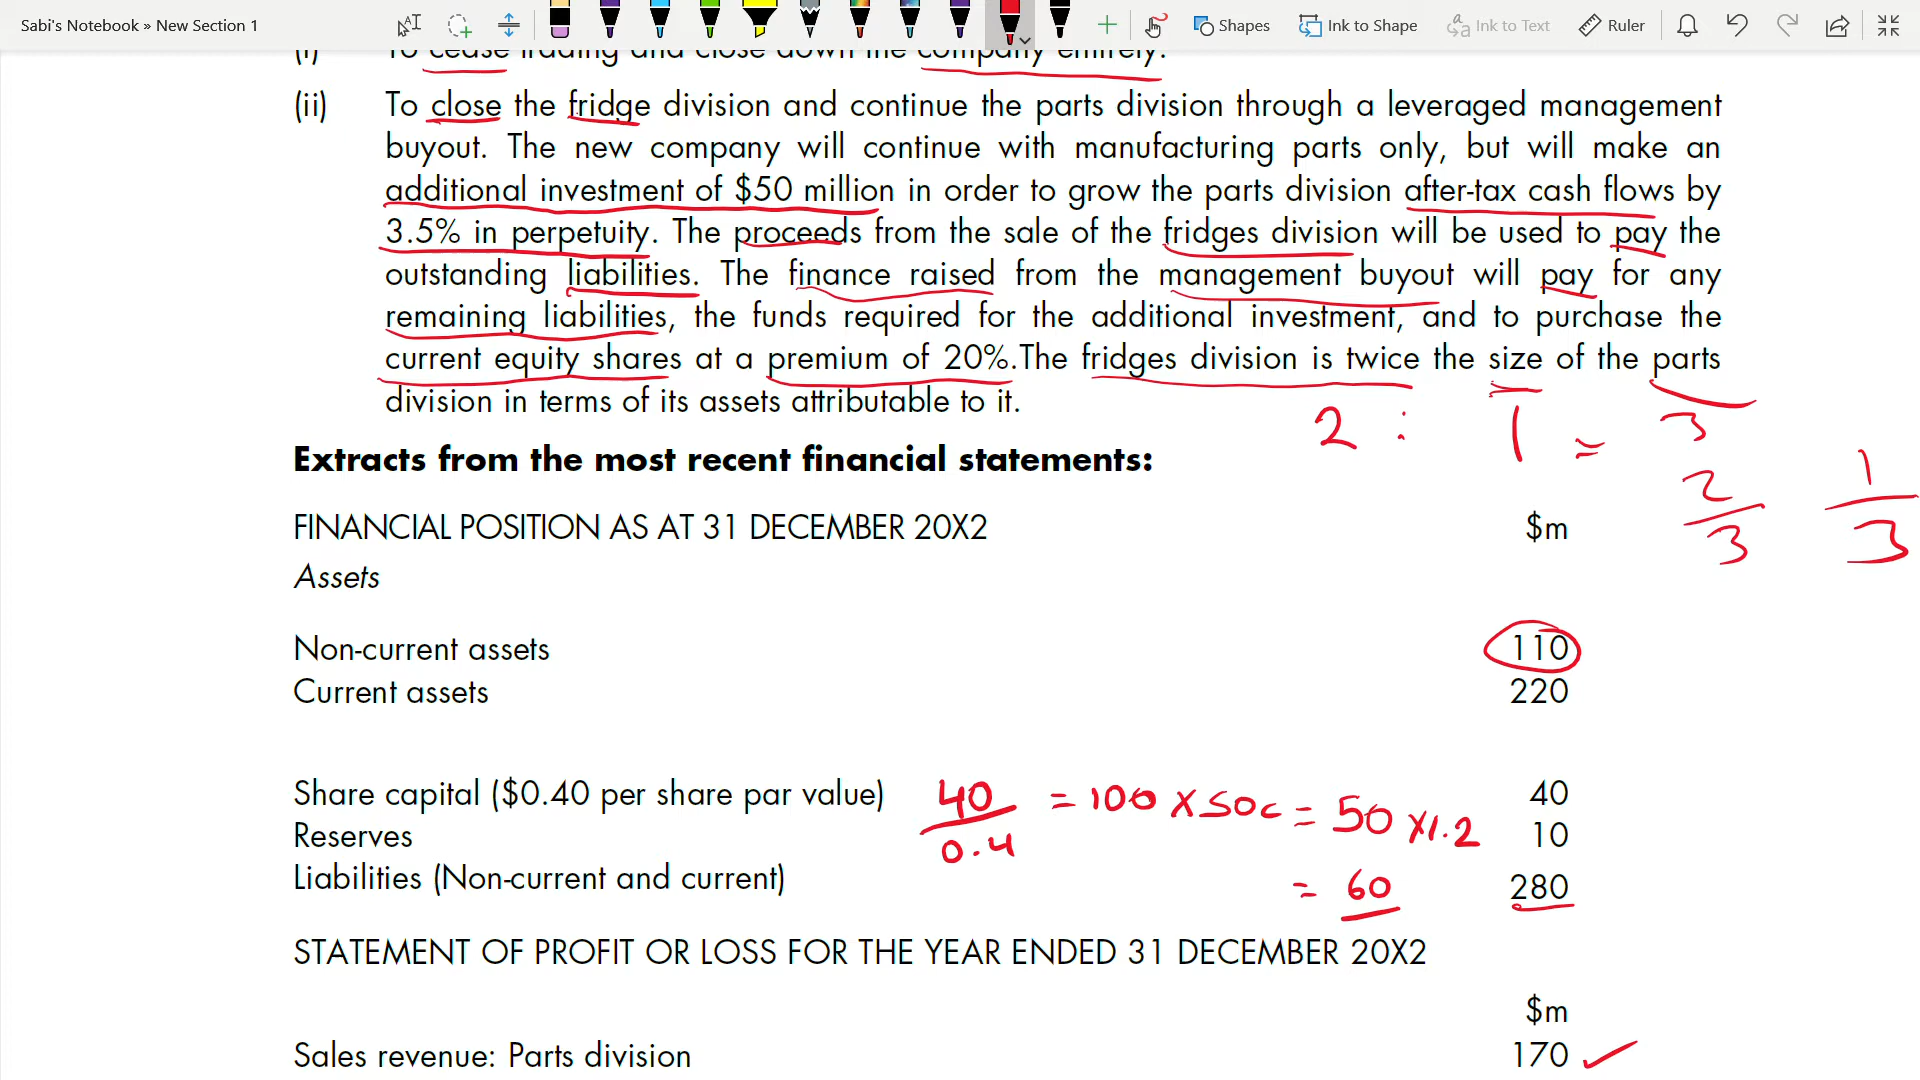 Sabi's Notebook » New Section 1
Shapes
Ink to Shape
Ink to Text
Ruler
(i) To cease trading and close down the company entirely.
(ii) To close the fridge division and continue the parts division through a leveraged management
buyout. The new company will continue with manufacturing parts only, but will make an
additional investment of $50 million in order to grow the parts division after-tax cash flows by
3.5% in perpetuity. The proceeds from the sale of the fridges division will be used to pay the
outstanding liabilities. The finance raised from the management buyout will pay for any
remaining liabilities, the funds required for the additional investment, and to purchase the
current equity shares at a premium of 20%.The fridges division is twice the size of the parts
division in terms of its assets attributable to it.
2 : 1 = 3
2/3 1/3
Extracts from the most recent financial statements:
FINANCIAL POSITION AS AT 31 DECEMBER 20X2 $m
Assets
Non-current assets 110
Current assets 220
Share capital ($0.40 per share par value) 40
40/0.4 = 100 x 50c = 50 x 1.2
Reserves 10
Liabilities (Non-current and current) 280
= 60
STATEMENT OF PROFIT OR LOSS FOR THE YEAR ENDED 31 DECEMBER 20X2
$m
Sales revenue: Parts division 170